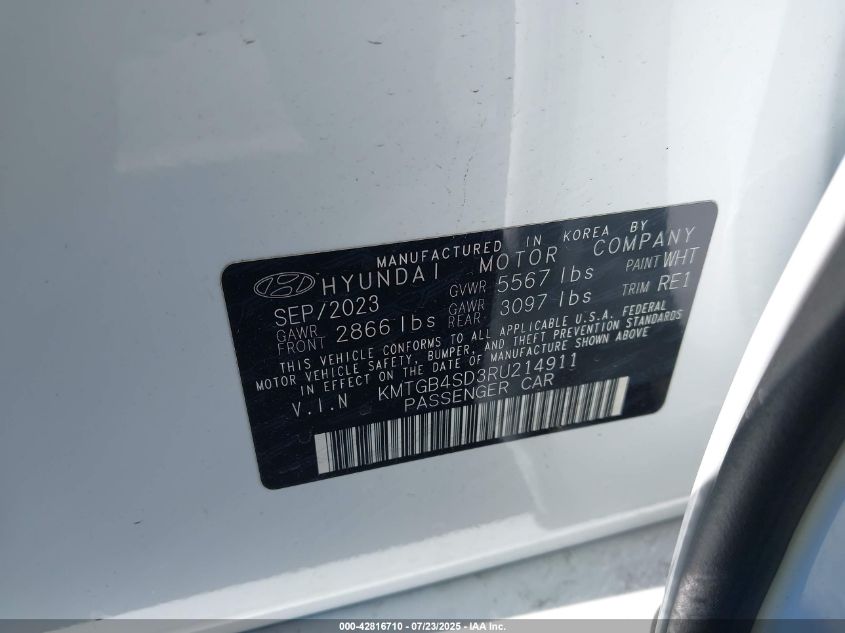 MANUFACTURED IN KOREA BY
HYUNDAI MOTOR COMPANY
SEP/2023 GVWR 5567 lbs PAINT WHT
GAWR FRONT 2866 lbs GAWR REAR 3097 lbs TRIM RE1
THIS VEHICLE CONFORMS TO ALL APPLICABLE U.S.A. FEDERAL
MOTOR VEHICLE SAFETY, BUMPER, AND THEFT PREVENTION STANDARDS
IN EFFECT ON THE DATE OF MANUFACTURE SHOWN ABOVE
V.I.N KMTGB4SD3RU214911
PASSENGER CAR
000-42816710 - 07/23/2025 - IAA Inc.